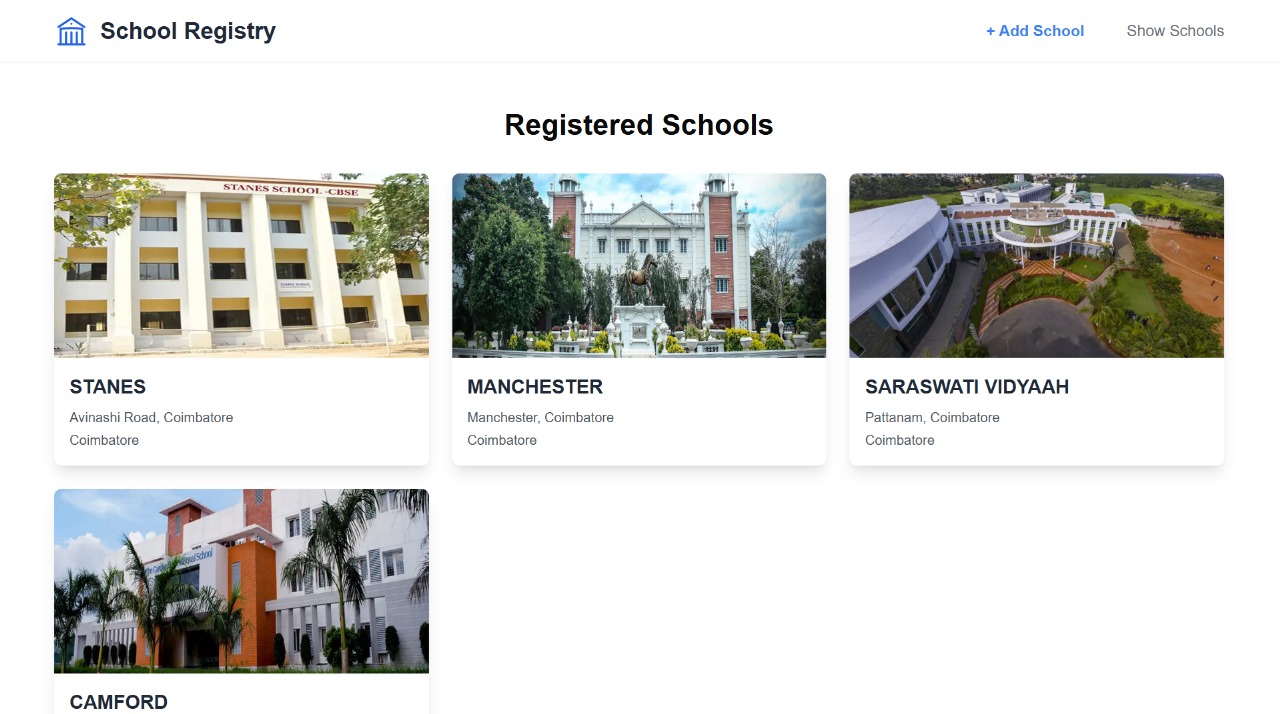 School Registry
+ Add School
Show Schools
Registered Schools
STANES SCHOOL -CBSE
STANES
Avinashi Road, Coimbatore
Coimbatore
MANCHESTER
Manchester, Coimbatore
Coimbatore
SARASWATI VIDYAAH
Pattanam, Coimbatore
Coimbatore
School
CAMFORD